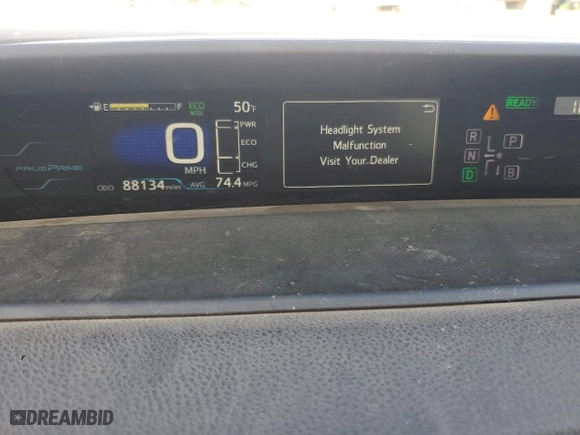 E F
ECO
MODE
50°F
0
MPH
PWR
ECO
CHG
PRIUS PRIME
ODO 88134 miles
AVG. 74.4 MPG
Headlight System
Malfunction
Visit Your Dealer
!
READY
R
N
D
P
B
DREAMBID